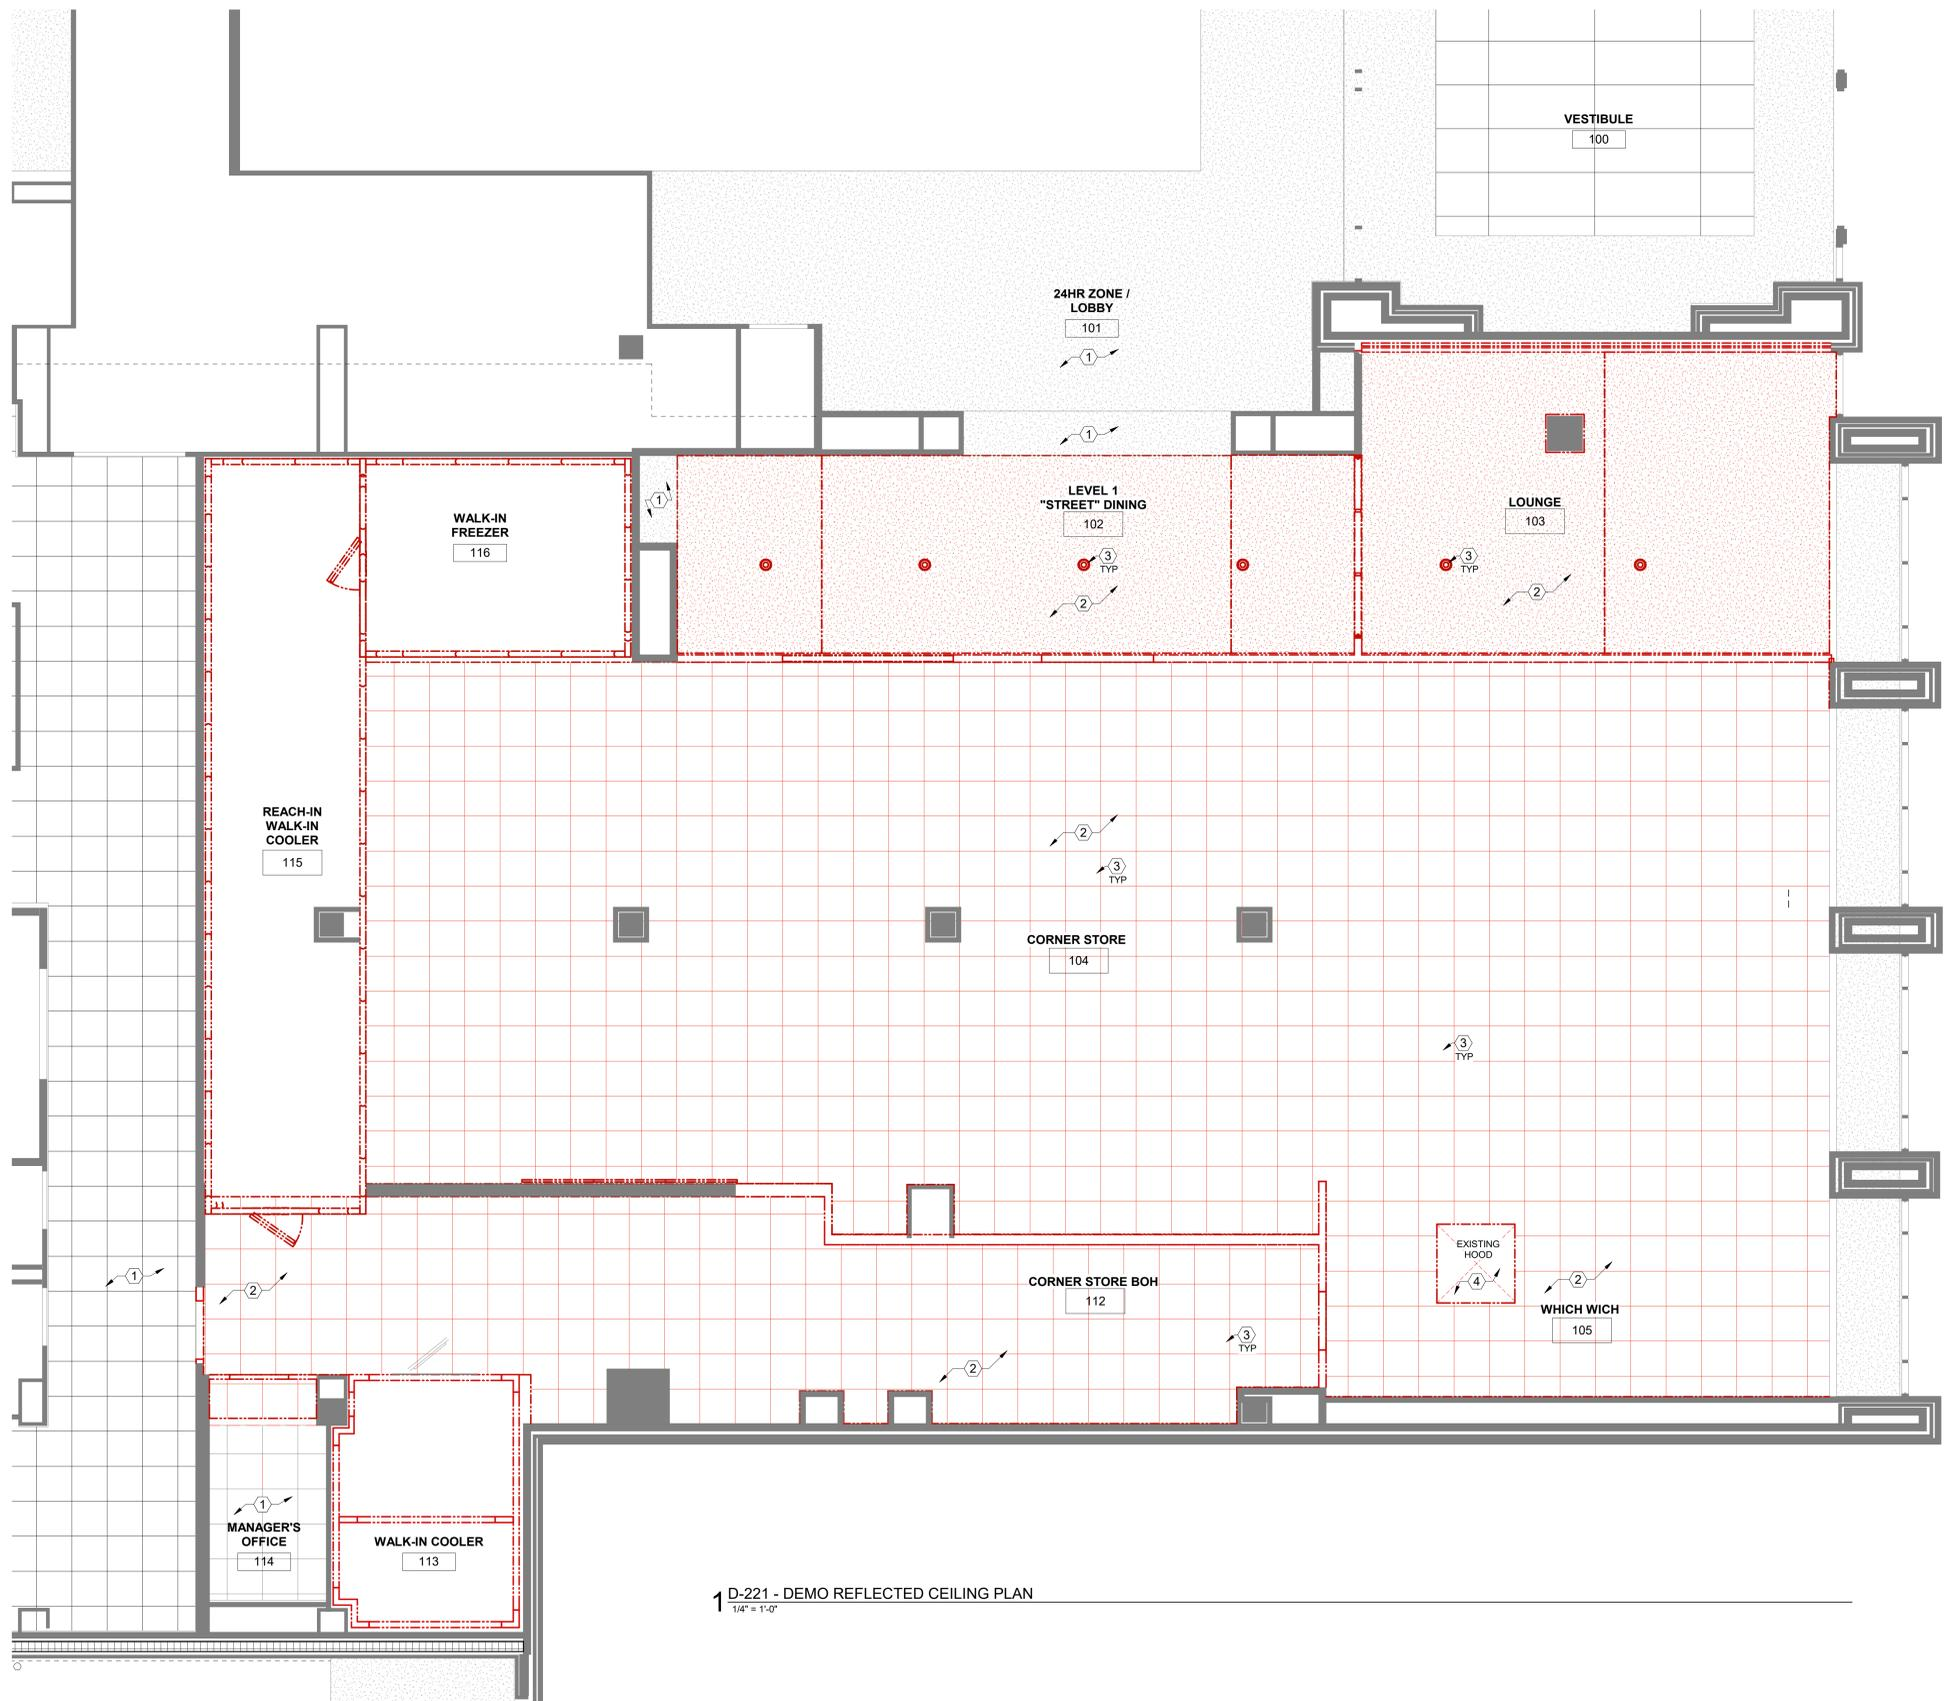 VESTIBULE
100
24HR ZONE /
LOBBY
101
1
1
LEVEL 1
"STREET" DINING
102
LOUNGE
103
WALK-IN
FREEZER
116
1
3
TYP
3
TYP
2
2
REACH-IN
WALK-IN
COOLER
115
2
3
TYP
CORNER STORE
104
3
TYP
EXISTING
HOOD
4
2
1
2
CORNER STORE BOH
112
WHICH WICH
105
3
TYP
2
1
MANAGER'S
OFFICE
114
WALK-IN COOLER
113
1 D-221 - DEMO REFLECTED CEILING PLAN
1/4" = 1'-0"